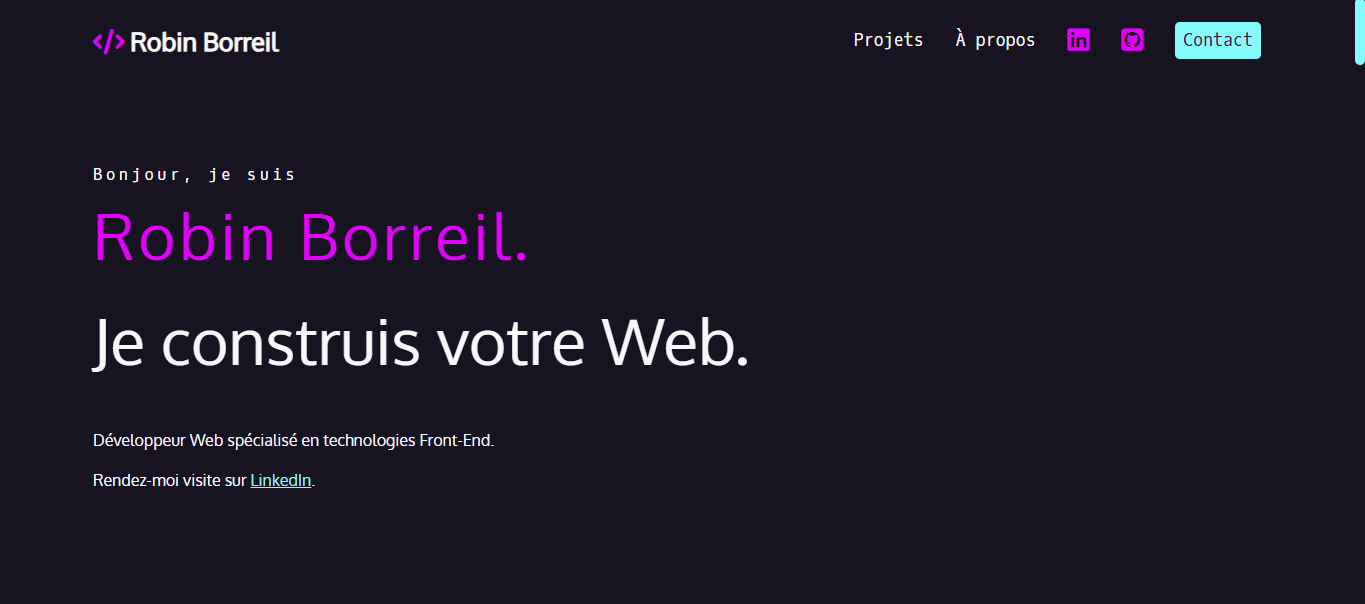 </> Robin Borreil
Projets
À propos
in
Contact
Bonjour, je suis
Robin Borreil.
Je construis votre Web.
Développeur Web spécialisé en technologies Front-End.
Rendez-moi visite sur LinkedIn.